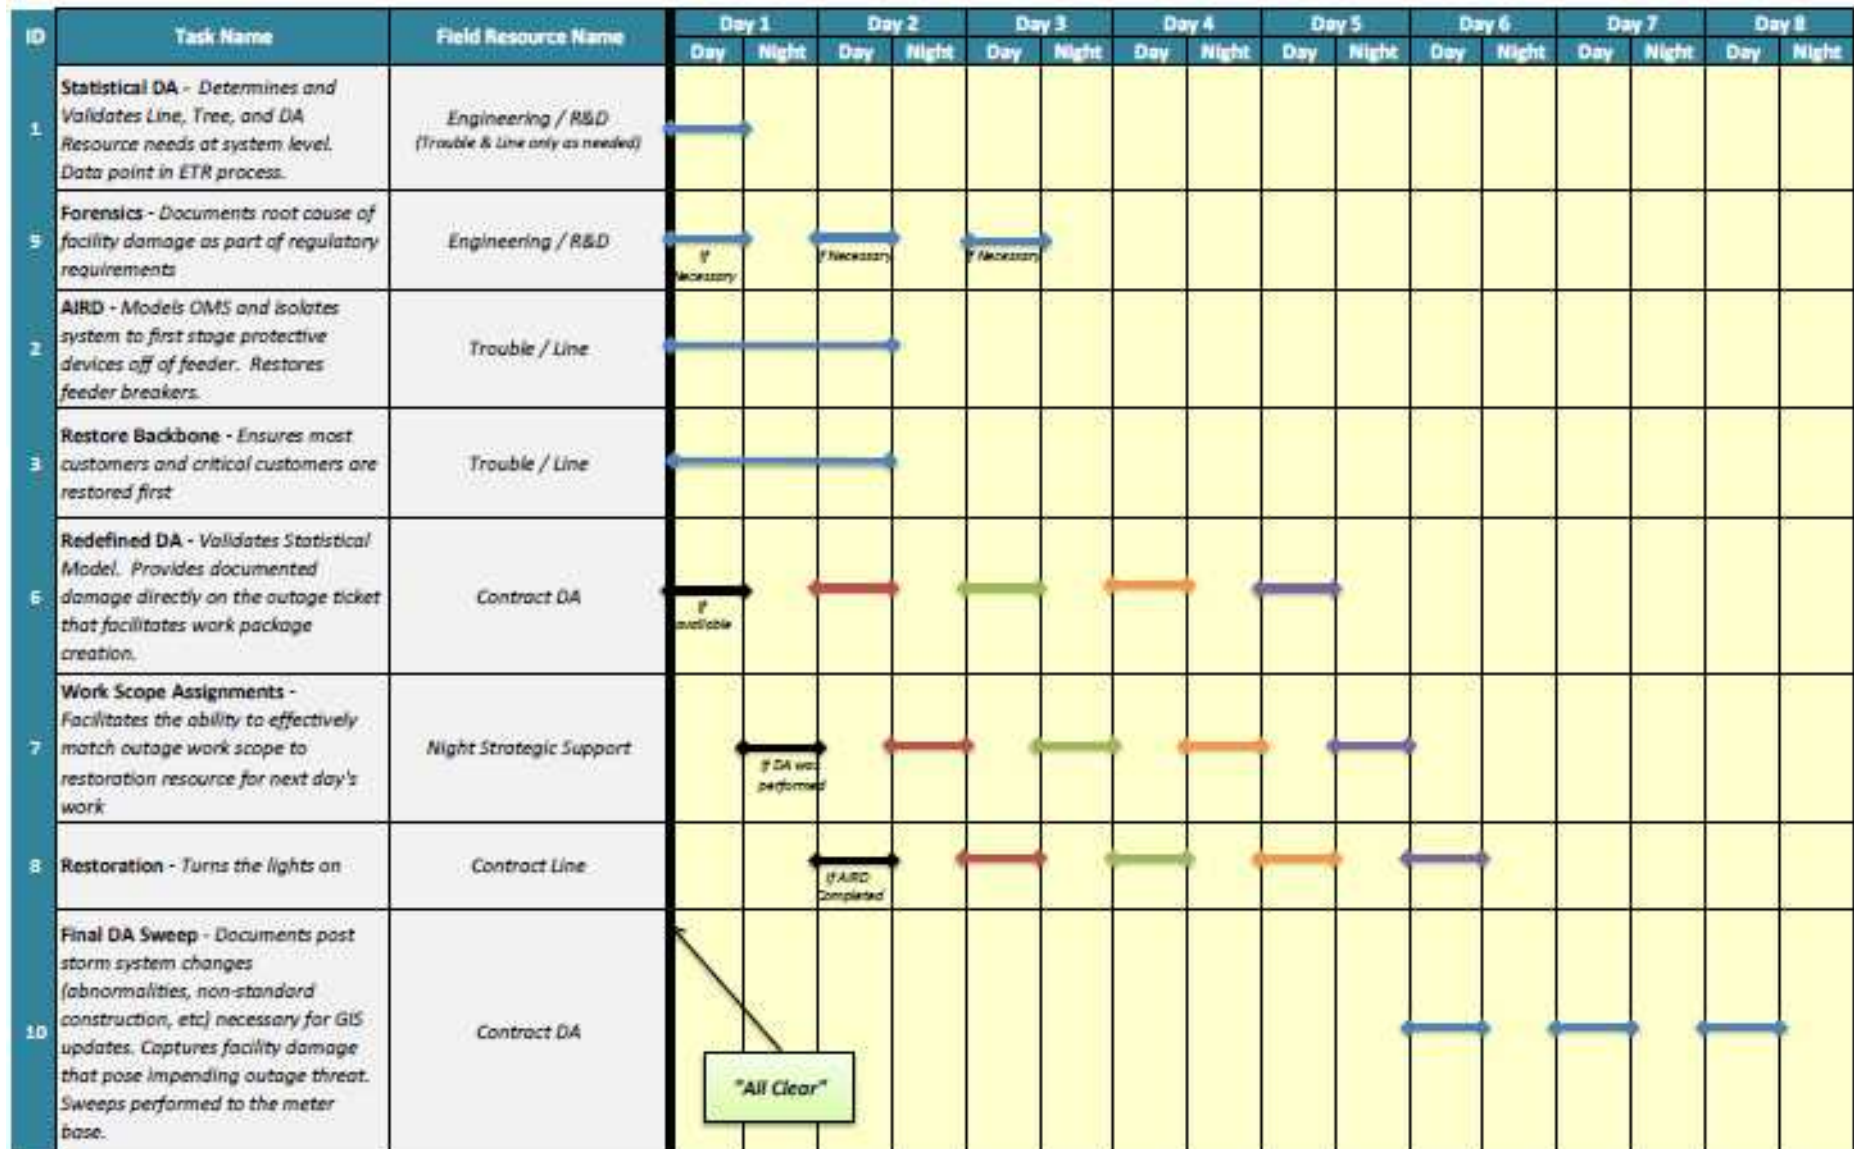 ID Task Name Field Resource Name Day 1 Day 2 Day 3 Day 4 Day 5 Day 6 Day 7 Day 8
Day Night Day Night Day Night Day Night Day Night Day Night Day Night Day Night
1
Statistical DA - Determines and
Validates Line, Tree, and DA
Resource needs at system level.
Data point in ETR process.
Engineering / R&D
(Trouble & Line only as needed)
9
Forensics - Documents root cause of
facility damage as part of regulatory
requirements
Engineering / R&D
If
Necessary
If Necessary
If Necessary
2
AIRD - Models OMS and isolates
system to first stage protective
devices off of feeder. Restores
feeder breakers.
Trouble / Line
3
Restore Backbone - Ensures most
customers and critical customers are
restored first
Trouble / Line
6
Redefined DA - Validates Statistical
Model. Provides documented
damage directly on the outage ticket
that facilitates work package
creation.
Contract DA
If
available
7
Work Scope Assignments -
Facilitates the ability to effectively
match outage work scope to
restoration resource for next day's
work
Night Strategic Support
If DA was
performed
8
Restoration - Turns the lights on
Contract Line
If AIRD
Completed
10
Final DA Sweep - Documents post
storm system changes
(abnormalities, non-standard
construction, etc) necessary for GIS
updates. Captures facility damage
that pose impending outage threat.
Sweeps performed to the meter
base.
Contract DA
"All Clear"